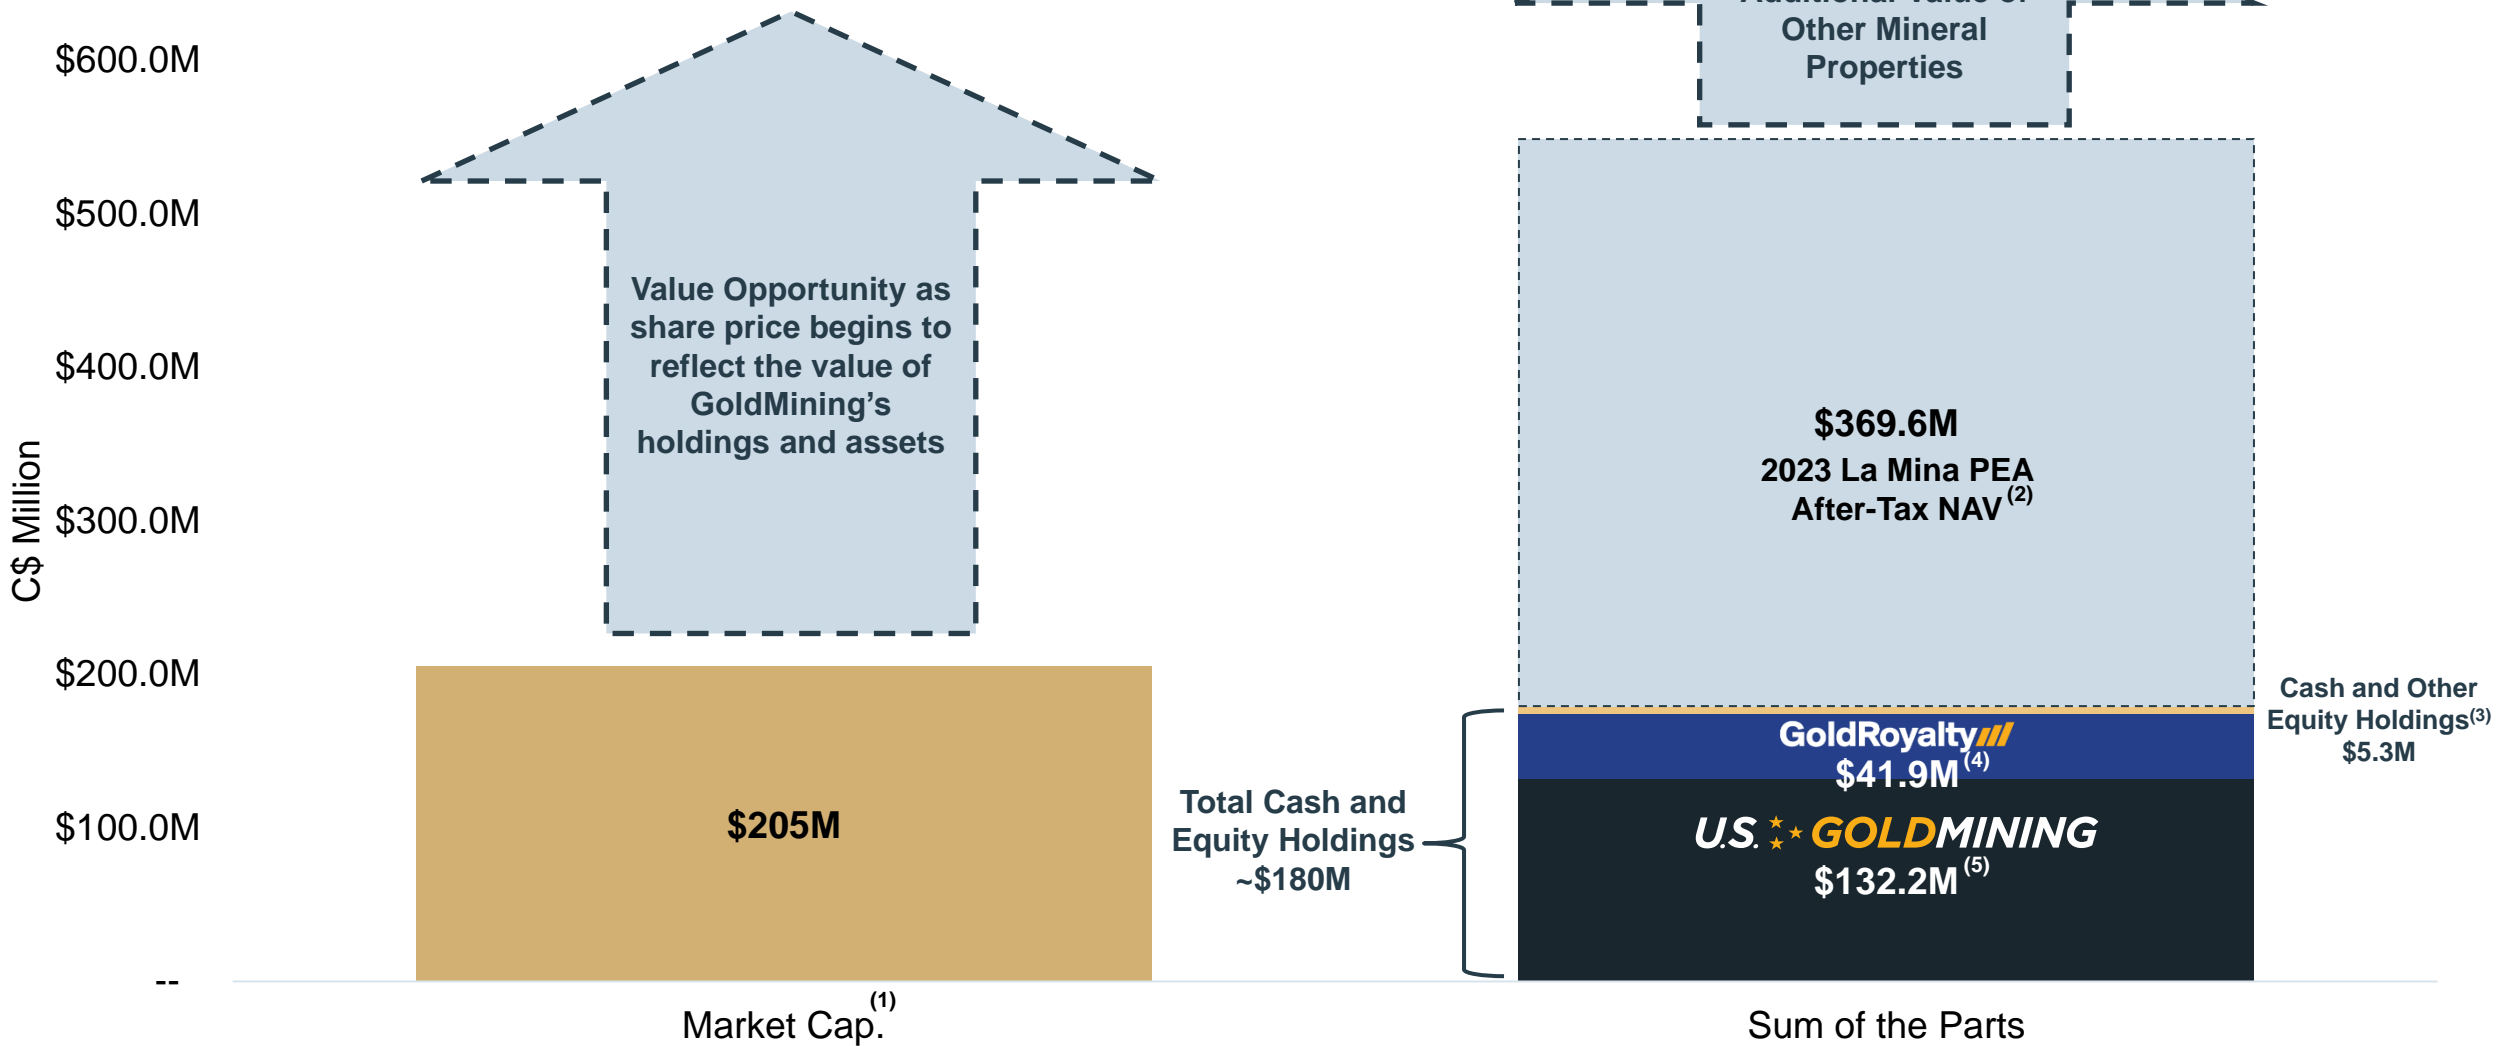 Additional Value of
Other Mineral
Properties
$600.0M
$500.0M
$400.0M
$300.0M
$200.0M
$100.0M
--
C$ Million
Value Opportunity as
share price begins to
reflect the value of
GoldMining’s
holdings and assets
$205M
Market Cap.(1)
Total Cash and
Equity Holdings
~$180M
$369.6M
2023 La Mina PEA
After-Tax NAV(2)
GoldRoyalty
$41.9M(4)
U.S. GOLDMINING
$132.2M(5)
Cash and Other
Equity Holdings(3)
$5.3M
Sum of the Parts